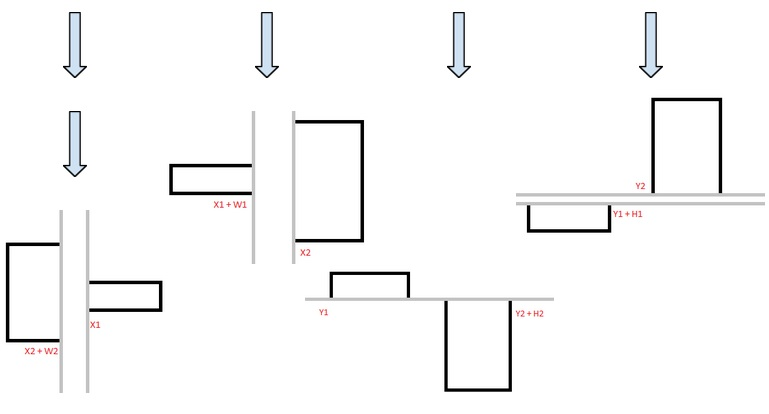 X1 + W1
X2
Y2
Y1 + H1
X1
X2 + W2
Y1
Y2 + H2